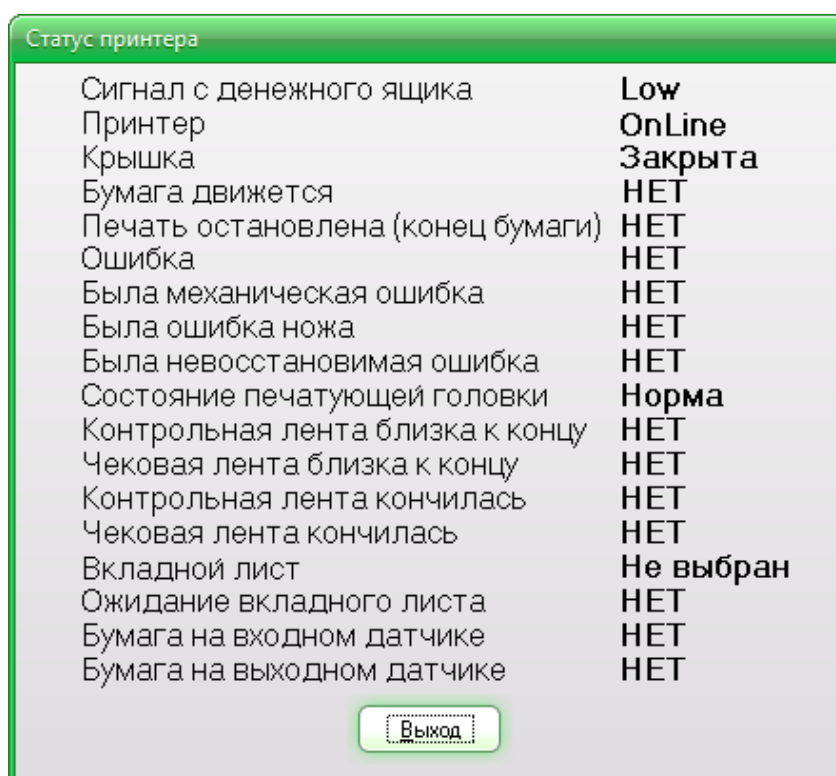 Статус принтера
Сигнал с денежного ящика Low
Принтер OnLine
Крышка Закрыта
Бумага движется НЕТ
Печать остановлена (конец бумаги) НЕТ
Ошибка НЕТ
Была механическая ошибка НЕТ
Была ошибка ножа НЕТ
Была невосстановимая ошибка НЕТ
Состояние печатующей головки Норма
Контрольная лента близка к концу НЕТ
Чековая лента близка к концу НЕТ
Контрольная лента кончилась НЕТ
Чековая лента кончилась НЕТ
Вкладной лист Не выбран
Ожидание вкладного листа НЕТ
Бумага на входном датчике НЕТ
Бумага на выходном датчике НЕТ
Выход